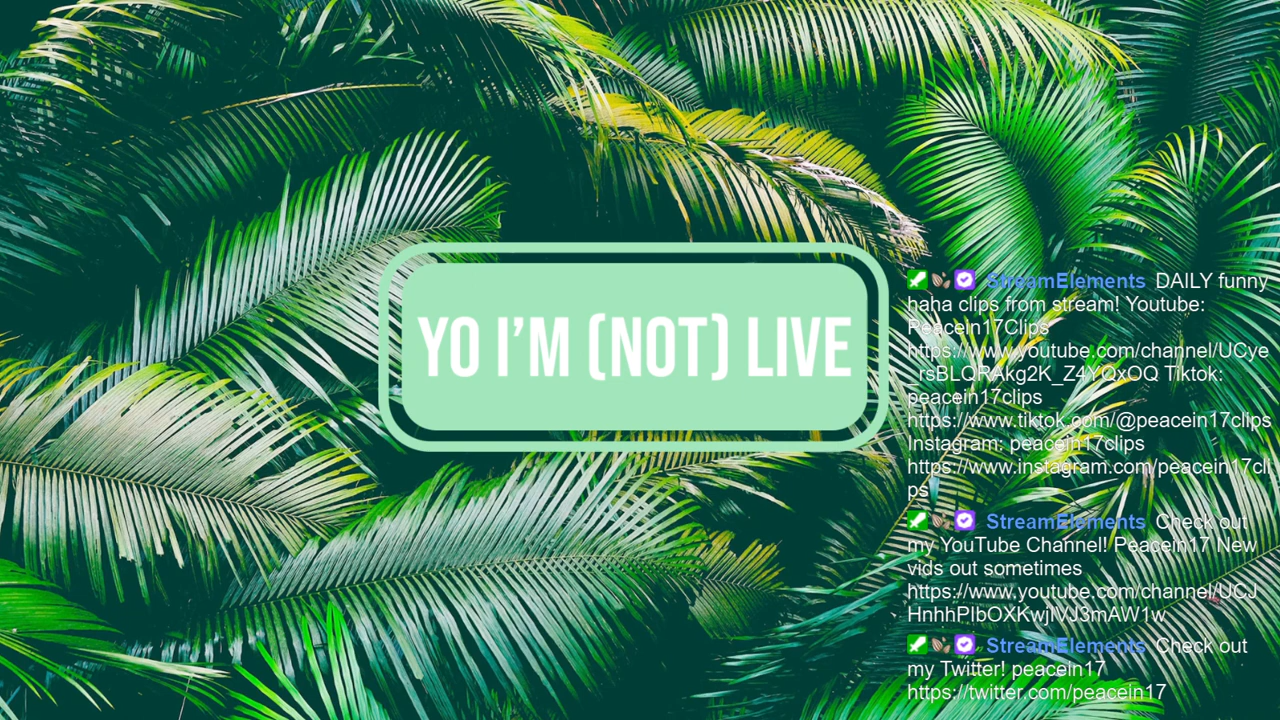 YO I'M (NOT) LIVE
StreamElements DAILY funny
haha clips from stream! Youtube:
Peacein17Clips
https://www.youtube.com/channel/UCye
_rsBLQRAkg2K_Z4YQxOQ Tiktok:
peacein17clips
https://www.tiktok.com/@peacein17clips
Instagram: peacein17clips
https://www.instagram.com/peacein17cli
ps
StreamElements Check out
my YouTube Channel! Peacein17 New
vids out sometimes
https://www.youtube.com/channel/UCJ
HnhhPlbOXKwjlVJ3mAW1w
StreamElements Check out
my Twitter! peacein17
https://twitter.com/peacein17